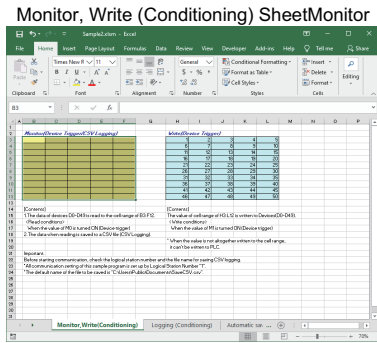 Monitor, Write (Conditioning) SheetMonitor
Sample2.xlsm - Excel
File Home Insert Page Layout Formulas Data Review View Developer Add-ins Help Tell me Share
Times New R 11
General
Conditional Formatting
Format as Table
Cell Styles
Insert
Delete
Format
Editing
Paste
Clipboard Font Alignment Number Styles Cells
B3
A B C D E F G H I J K L M N O P
Monitor(Device Trigger)(CSV Logging) Write(Device Trigger)
1 2 3 4 5
6 7 8 9 10
11 12 13 14 15
16 17 18 19 20
21 22 23 24 25
26 27 28 29 30
31 32 33 34 35
36 37 38 39 40
41 42 43 44 45
46 47 48 49 50
[Contents] [Contents]
1.The data of devices D0-D49 is read to the cell range of B3:F12. The value of cell range of H3:L12 is written to Devices(D0-D49).
(Read conditions) (Write conditions)
When the value of M0 is turned ON(Device trigger) When the value of M1 is turned ON(Device trigger)
2. The data when reading is saved to a CSV file (CSV Logging).
* When the value is not altogether written to the cell range,
it can't be written to PLC.
Important
Before starting communication, check the logical station number and the file name for saving CSV logging.
*All communication setting of this sample program is set up by Logical Station Number "1".
*The default name of the file to be saved is "C:\Users\Public\Documents\SaveCSV.csv".
Monitor,Write(Conditioning) Logging (Conditioning) Automatic sav ...
70%